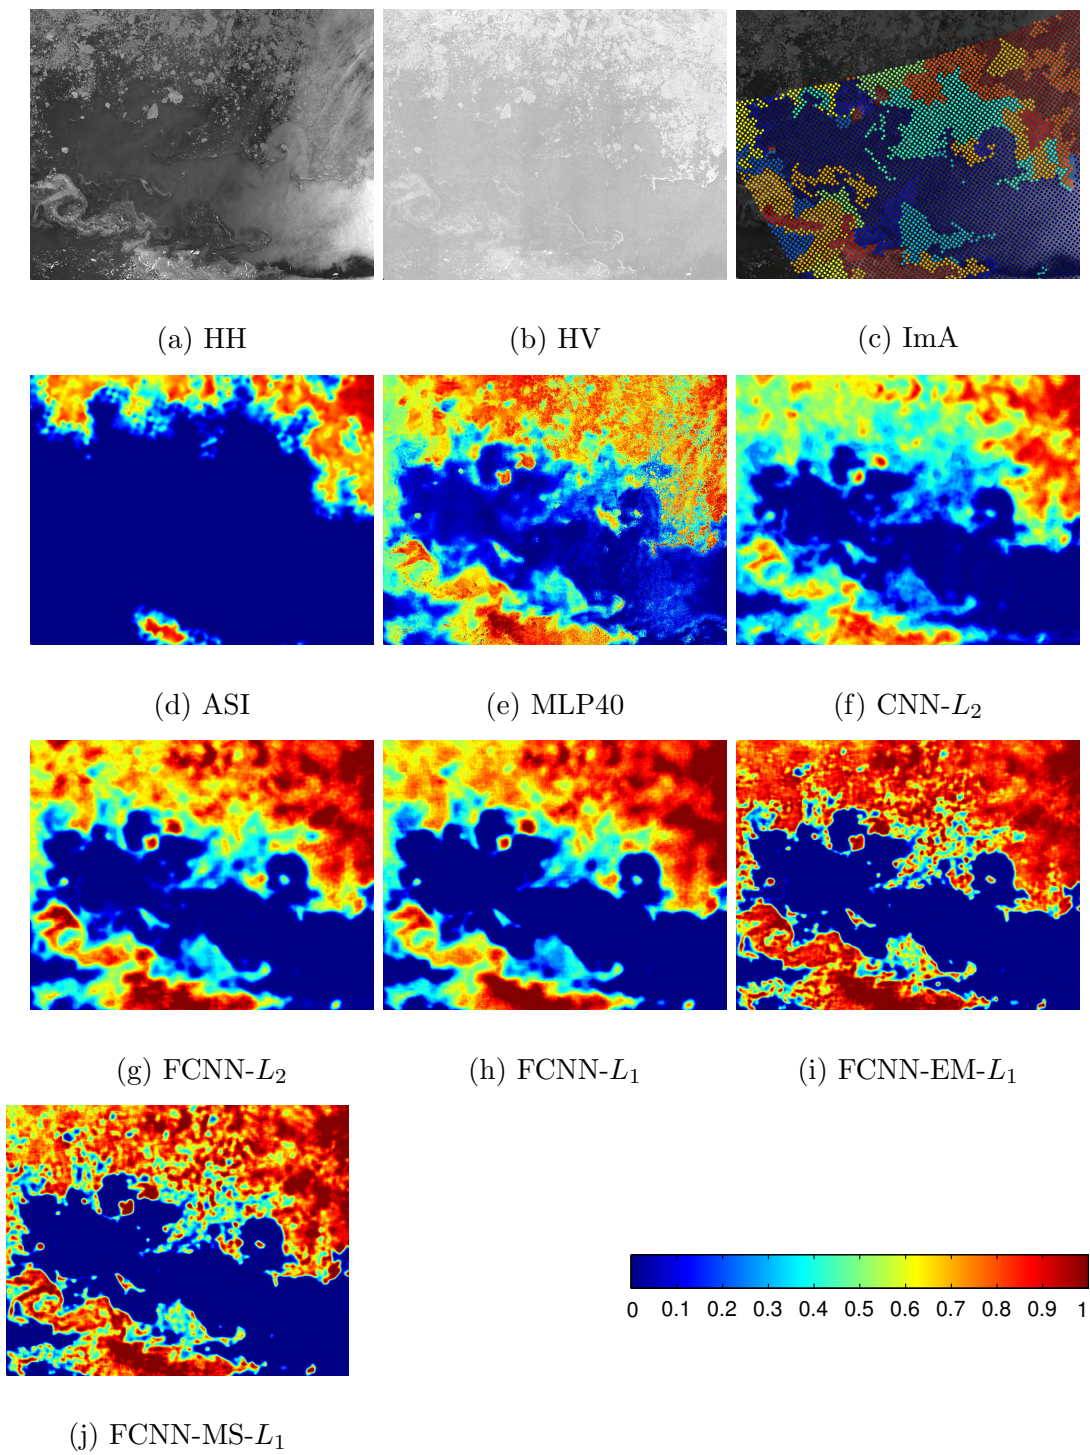 (a) HH (b) HV (c) ImA
(d) ASI (e) MLP40 (f) CNN-L2
(g) FCNN-L2 (h) FCNN-L1 (i) FCNN-EM-L1
0 0.1 0.2 0.3 0.4 0.5 0.6 0.7 0.8 0.9 1
(j) FCNN-MS-L1